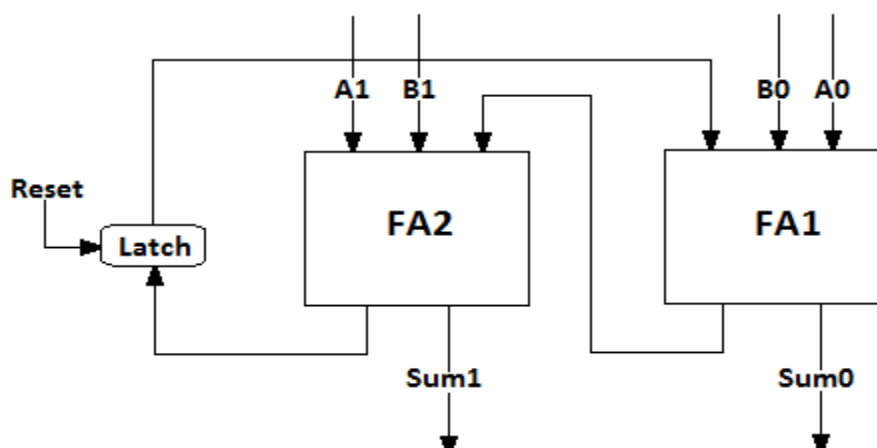 A1 B1 B0 A0
Reset
Latch
FA2
FA1
Sum1
Sum0